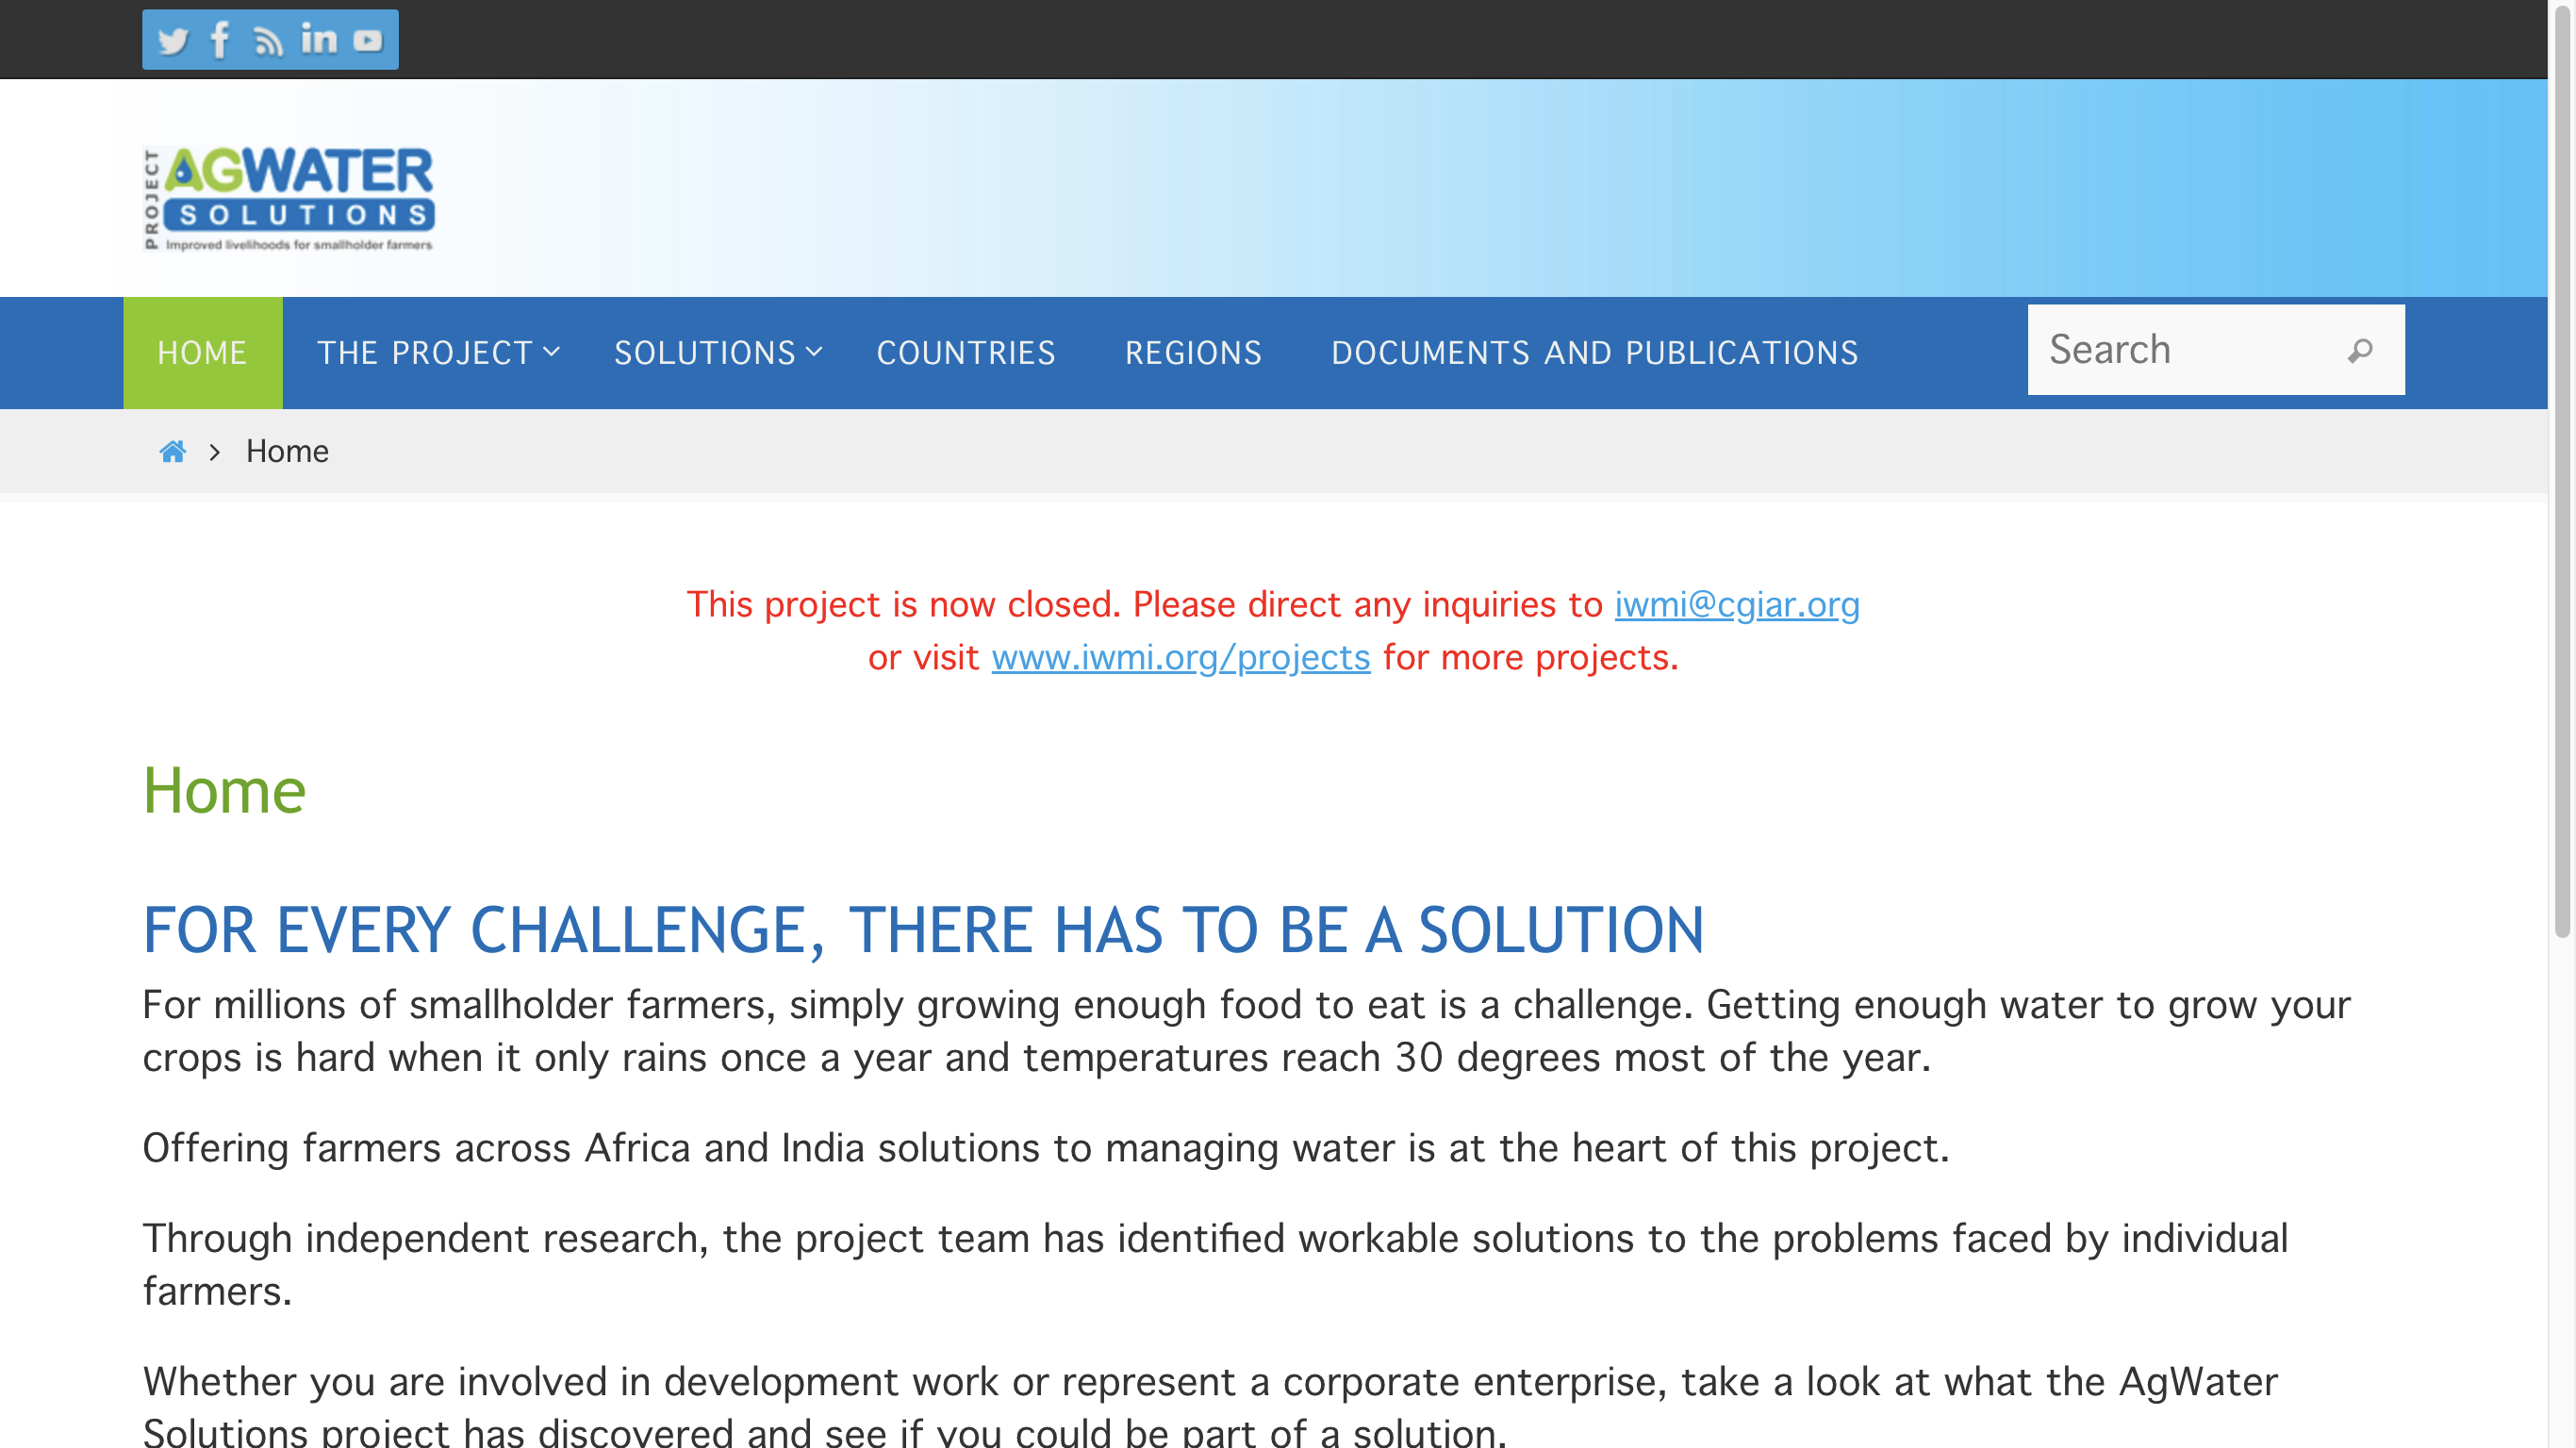 PROJECT
AGWATER
SOLUTIONS
Improved livelihoods for smallholder farmers
HOME THE PROJECT SOLUTIONS COUNTRIES REGIONS DOCUMENTS AND PUBLICATIONS Search
Home
This project is now closed. Please direct any inquiries to iwmi@cgiar.org
or visit www.iwmi.org/projects for more projects.
Home
FOR EVERY CHALLENGE, THERE HAS TO BE A SOLUTION
For millions of smallholder farmers, simply growing enough food to eat is a challenge. Getting enough water to grow your
crops is hard when it only rains once a year and temperatures reach 30 degrees most of the year.
Offering farmers across Africa and India solutions to managing water is at the heart of this project.
Through independent research, the project team has identified workable solutions to the problems faced by individual
farmers.
Whether you are involved in development work or represent a corporate enterprise, take a look at what the AgWater
Solutions project has discovered and see if you could be part of a solution.